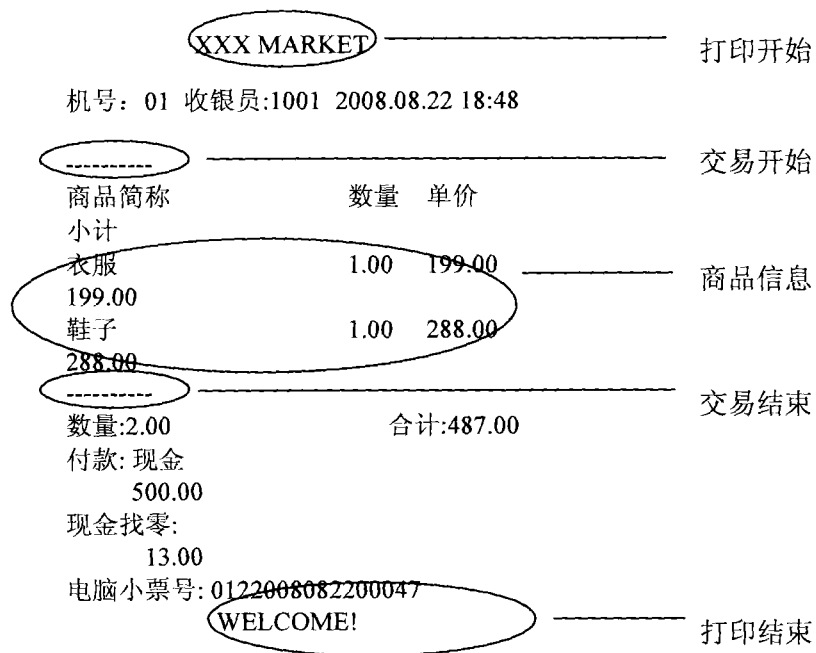 XXX MARKET 打印开始
机号：01 收银员:1001 2008.08.22 18:48
--------- 交易开始
商品简称 数量 单价
小计
衣服 1.00 199.00 商品信息
199.00
鞋子 1.00 288.00
288.00
--------- 交易结束
数量:2.00 合计:487.00
付款: 现金
500.00
现金找零:
13.00
电脑小票号: 0122008082200047
WELCOME! 打印结束